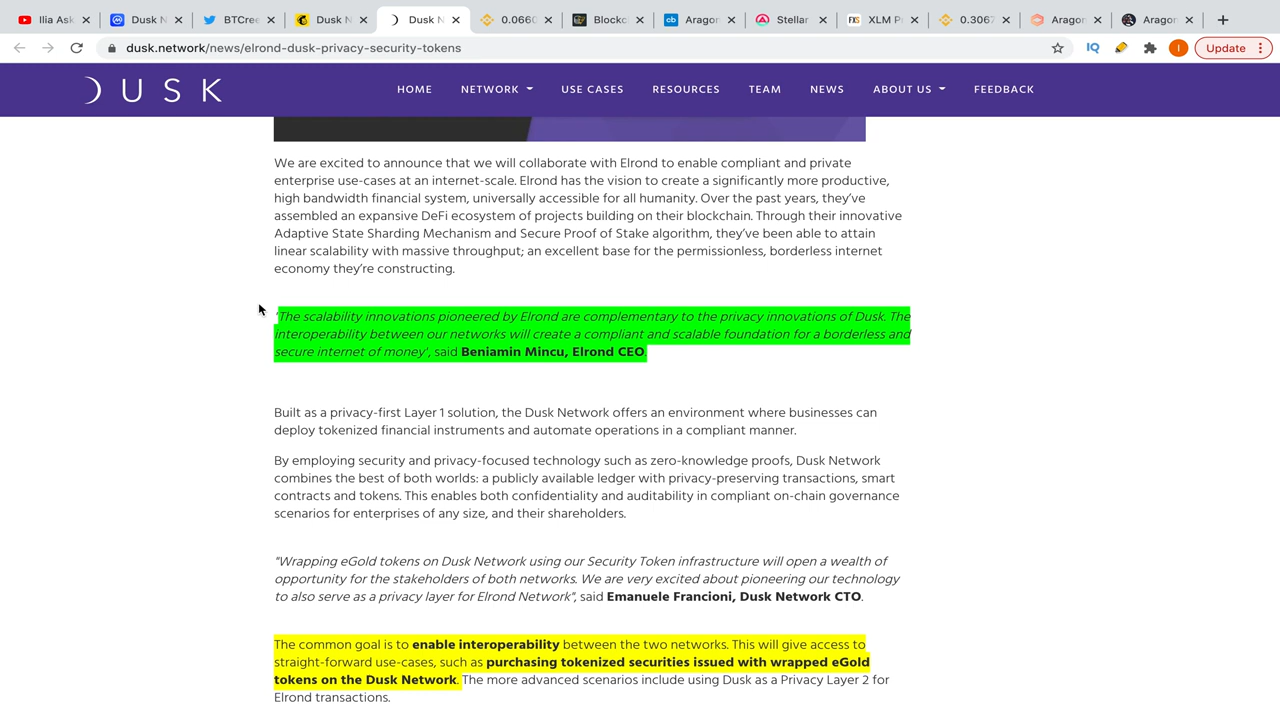 Ilia Ask
Dusk N
BTCree
Dusk N
Dusk N
0.0660
Blockc
Aragon
Stellar
XLM P
0.3067
Aragon
Aragon
dusk.network/news/elrond-dusk-privacy-security-tokens
IQ
I
Update
DUSK
HOME NETWORK USE CASES RESOURCES TEAM NEWS ABOUT US FEEDBACK
We are excited to announce that we will collaborate with Elrond to enable compliant and private
enterprise use-cases at an internet-scale. Elrond has the vision to create a significantly more productive,
high bandwidth financial system, universally accessible for all humanity. Over the past years, they've
assembled an expansive DeFi ecosystem of projects building on their blockchain. Through their innovative
Adaptive State Sharding Mechanism and Secure Proof of Stake algorithm, they've been able to attain
linear scalability with massive throughput; an excellent base for the permissionless, borderless internet
economy they're constructing.
'The scalability innovations pioneered by Elrond are complementary to the privacy innovations of Dusk. The
interoperability between our networks will create a compliant and scalable foundation for a borderless and
secure internet of money', said Beniamin Mincu, Elrond CEO.
Built as a privacy-first Layer 1 solution, the Dusk Network offers an environment where businesses can
deploy tokenized financial instruments and automate operations in a compliant manner.
By employing security and privacy-focused technology such as zero-knowledge proofs, Dusk Network
combines the best of both worlds: a publicly available ledger with privacy-preserving transactions, smart
contracts and tokens. This enables both confidentiality and auditability in compliant on-chain governance
scenarios for enterprises of any size, and their shareholders.
"Wrapping eGold tokens on Dusk Network using our Security Token infrastructure will open a wealth of
opportunity for the stakeholders of both networks. We are very excited about pioneering our technology
to also serve as a privacy layer for Elrond Network", said Emanuele Francioni, Dusk Network CTO.
The common goal is to enable interoperability between the two networks. This will give access to
straight-forward use-cases, such as purchasing tokenized securities issued with wrapped eGold
tokens on the Dusk Network. The more advanced scenarios include using Dusk as a Privacy Layer 2 for
Elrond transactions.